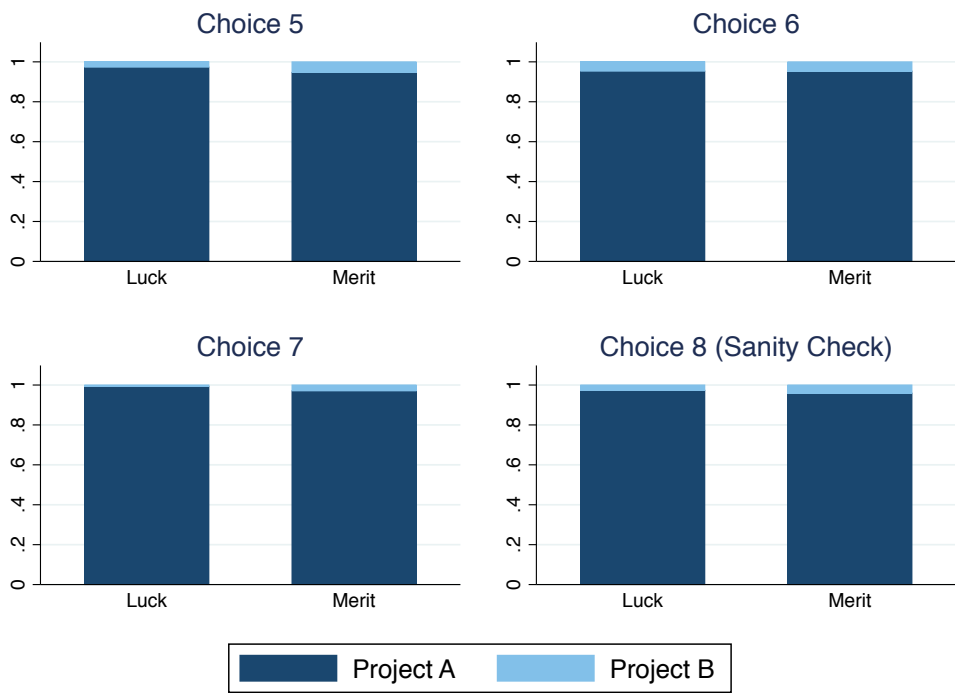 Choice 5
1
.8
.6
.4
.2
0
Luck Merit
Choice 6
1
.8
.6
.4
.2
0
Luck Merit
Choice 7
1
.8
.6
.4
.2
0
Luck Merit
Choice 8 (Sanity Check)
1
.8
.6
.4
.2
0
Luck Merit
Project A Project B